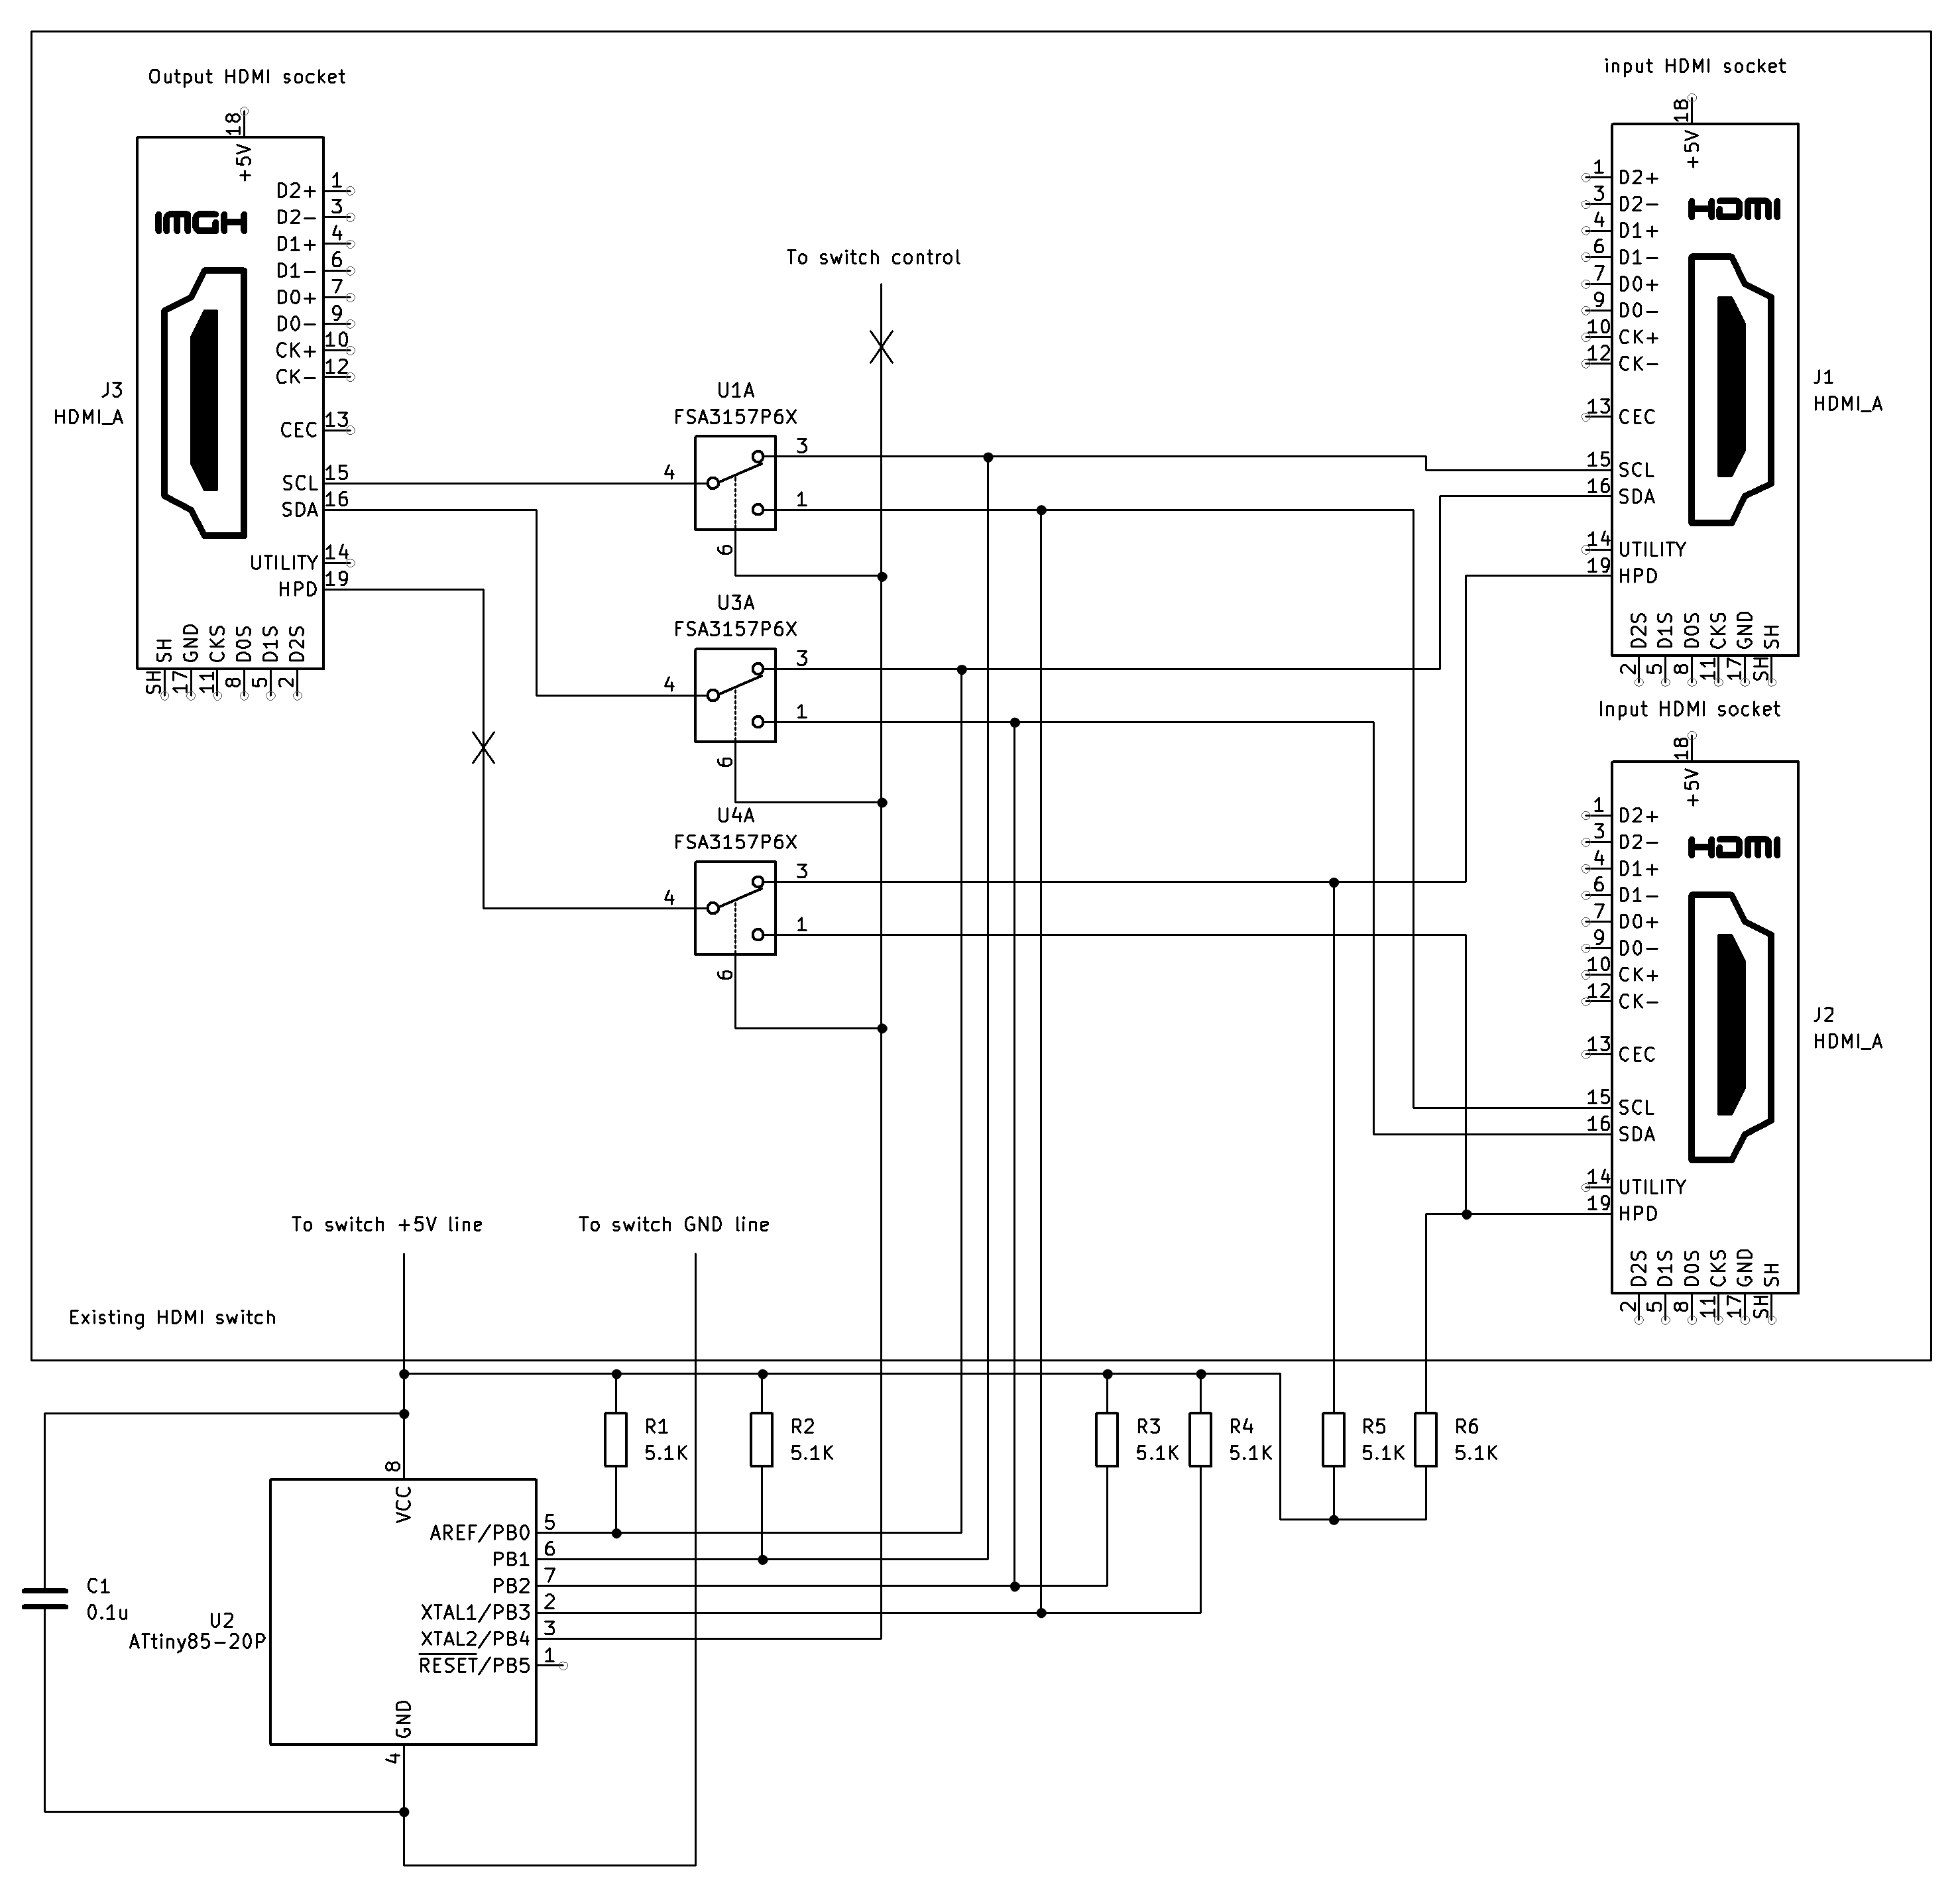 Output HDMI socket
18
+5V
HDMI
D2+ 1
D2- 3
D1+ 4
D1- 6
D0+ 7
D0- 9
CK+ 10
CK- 12
CEC 13
SCL 15
SDA 16
UTILITY 14
HPD 19
J3
HDMI_A
SH GND CKS D0S D1S D2S
SH 17 11 8 5 2
To switch control
U1A
FSA3157P6X
4
3
1
6
U3A
FSA3157P6X
4
3
1
6
U4A
FSA3157P6X
4
3
1
6
input HDMI socket
18
+5V
HDMI
1 D2+
3 D2-
4 D1+
6 D1-
7 D0+
9 D0-
10 CK+
12 CK-
13 CEC
15 SCL
16 SDA
14 UTILITY
19 HPD
J1
HDMI_A
D2S D1S D0S CKS GND SH
2 5 8 11 17 SH
Input HDMI socket
18
+5V
HDMI
1 D2+
3 D2-
4 D1+
6 D1-
7 D0+
9 D0-
10 CK+
12 CK-
13 CEC
15 SCL
16 SDA
14 UTILITY
19 HPD
J2
HDMI_A
D2S D1S D0S CKS GND SH
2 5 8 11 17 SH
To switch +5V line
To switch GND line
Existing HDMI switch
R1
5.1K
R2
5.1K
R3
5.1K
R4
5.1K
R5
5.1K
R6
5.1K
8
VCC
AREF/PB0 5
PB1 6
PB2 7
XTAL1/PB3 2
XTAL2/PB4 3
RESET/PB5 1
C1
0.1u
U2
ATtiny85-20P
GND
4